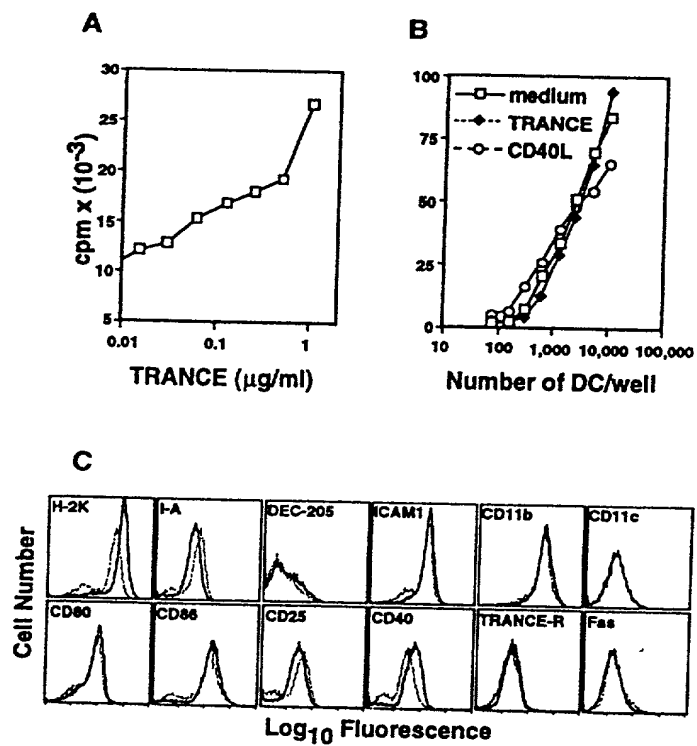 A
B
30
25
20
15
10
5
cpm x (10-3)
0.01
0.1
1
TRANCE (µg/ml)
100
75
50
25
0
medium
TRANCE
CD40L
10
100
1,000
10,000
100,000
Number of DC/well
C
Cell Number
H-2K
I-A
DEC-205
ICAM1
CD11b
CD11c
CD80
CD86
CD25
CD40
TRANCE-R
Fas
Log10 Fluorescence